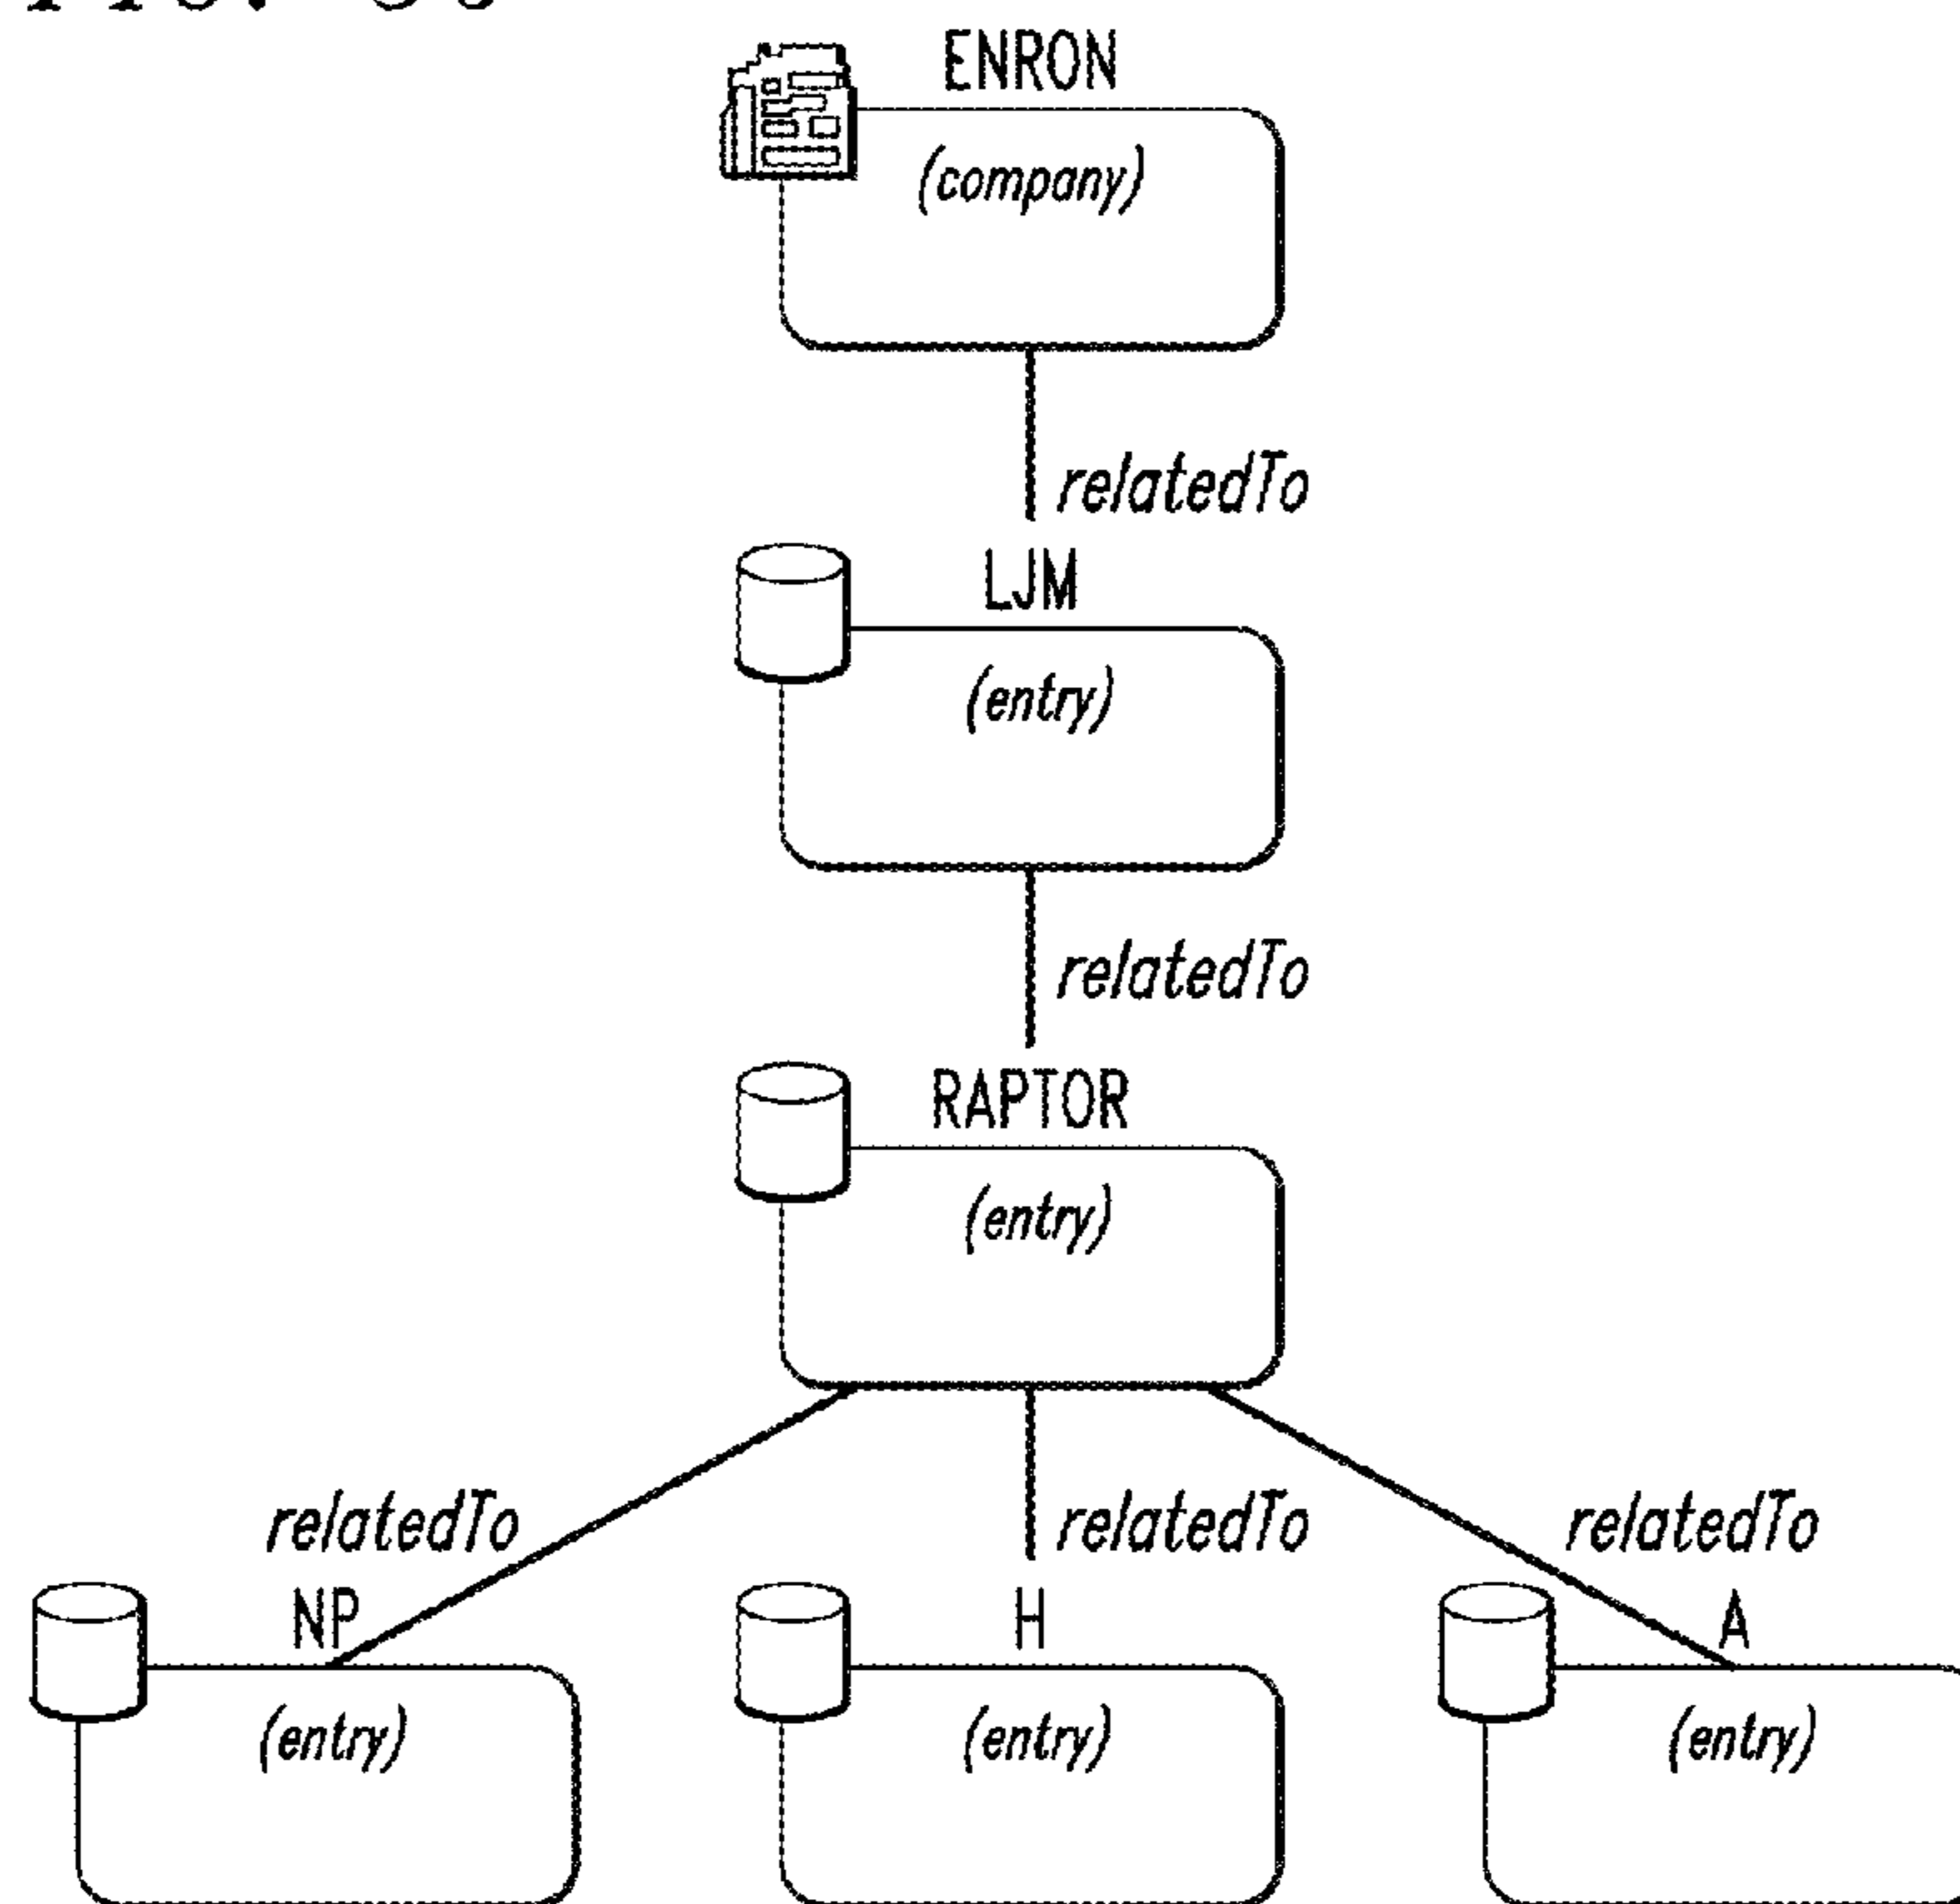 ENRON
(company)
relatedTo
LJM
(entry)
relatedTo
RAPTOR
(entry)
relatedTo relatedTo relatedTo
NP H A
(entry) (entry) (entry)